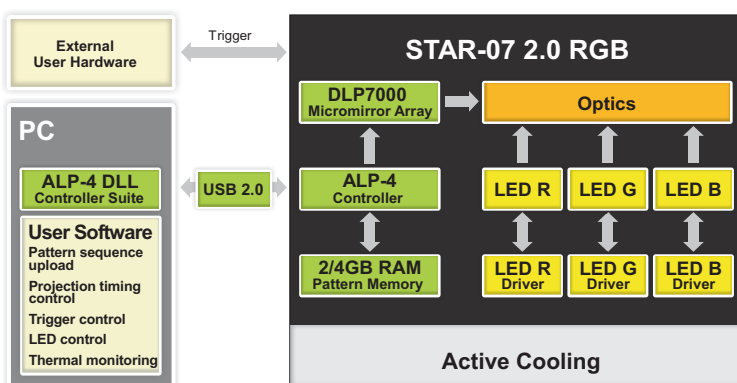 External
User Hardware
Trigger
PC
ALP-4 DLL
Controller Suite
User Software
Pattern sequence
upload
Projection timing
control
Trigger control
LED control
Thermal monitoring
USB 2.0
STAR-07 2.0 RGB
DLP7000
Micromirror Array
Optics
ALP-4
Controller
LED R
LED G
LED B
2/4GB RAM
Pattern Memory
LED R
Driver
LED G
Driver
LED B
Driver
Active Cooling